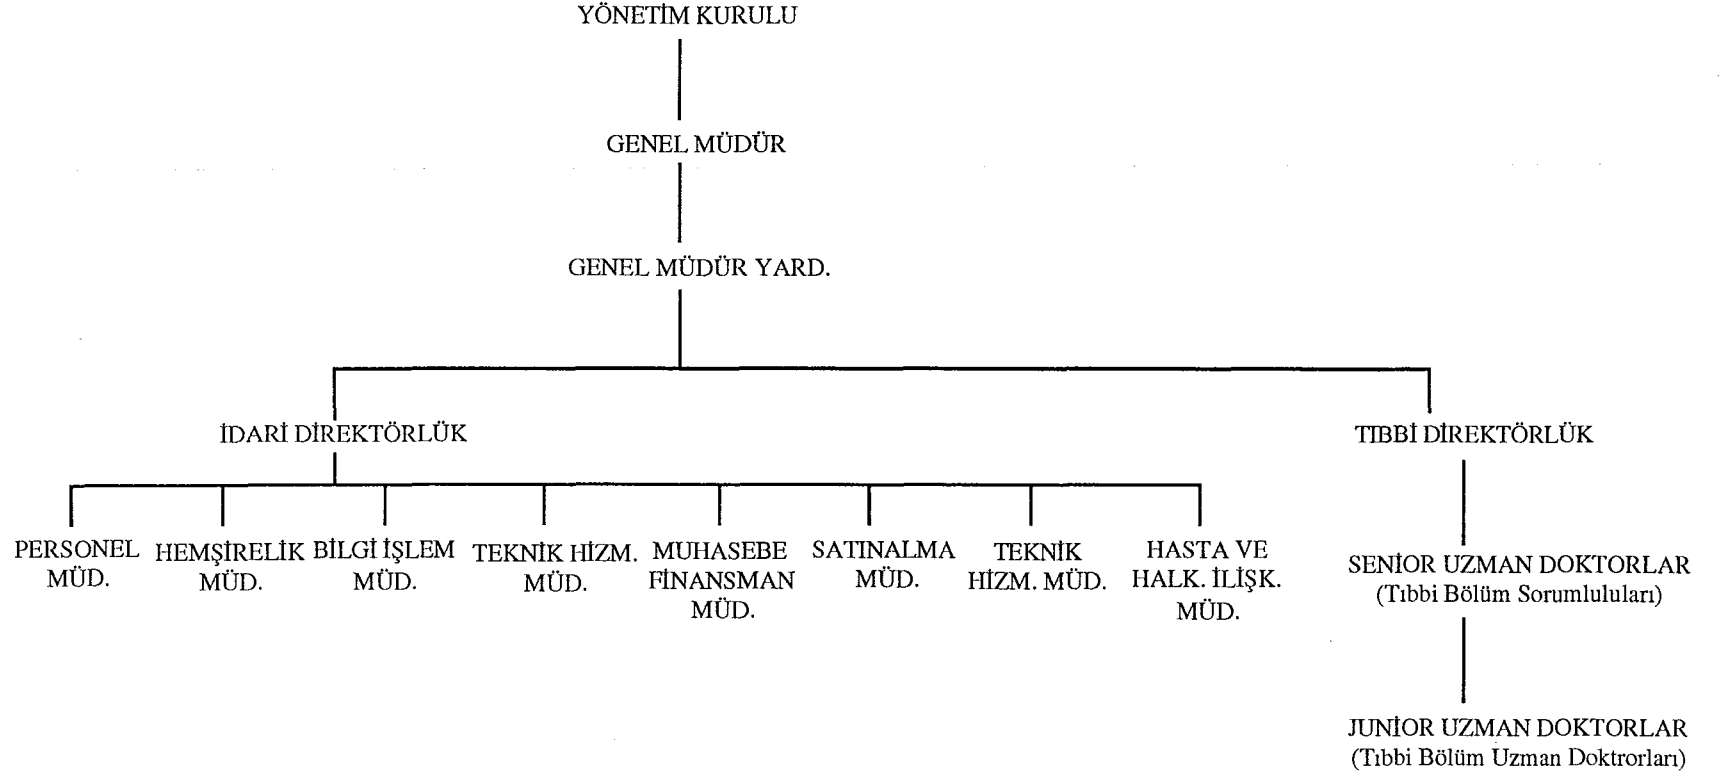 YÖNETİM KURULU
GENEL MÜDÜR
GENEL MÜDÜR YARD.
İDARİ DİREKTÖRLÜK
TIBBİ DİREKTÖRLÜK
PERSONEL
MÜD.
HEMŞİRELİK
MÜD.
BİLGİ İŞLEM
MÜD.
TEKNİK HİZM.
MÜD.
MUHASEBE
FİNANSMAN
MÜD.
SATINALMA
MÜD.
TEKNİK
HİZM. MÜD.
HASTA VE
HALK. İLİŞK.
MÜD.
SENİOR UZMAN DOKTORLAR
(Tıbbi Bölüm Sorumluluları)
JUNİOR UZMAN DOKTORLAR
(Tıbbi Bölüm Uzman Doktrorları)